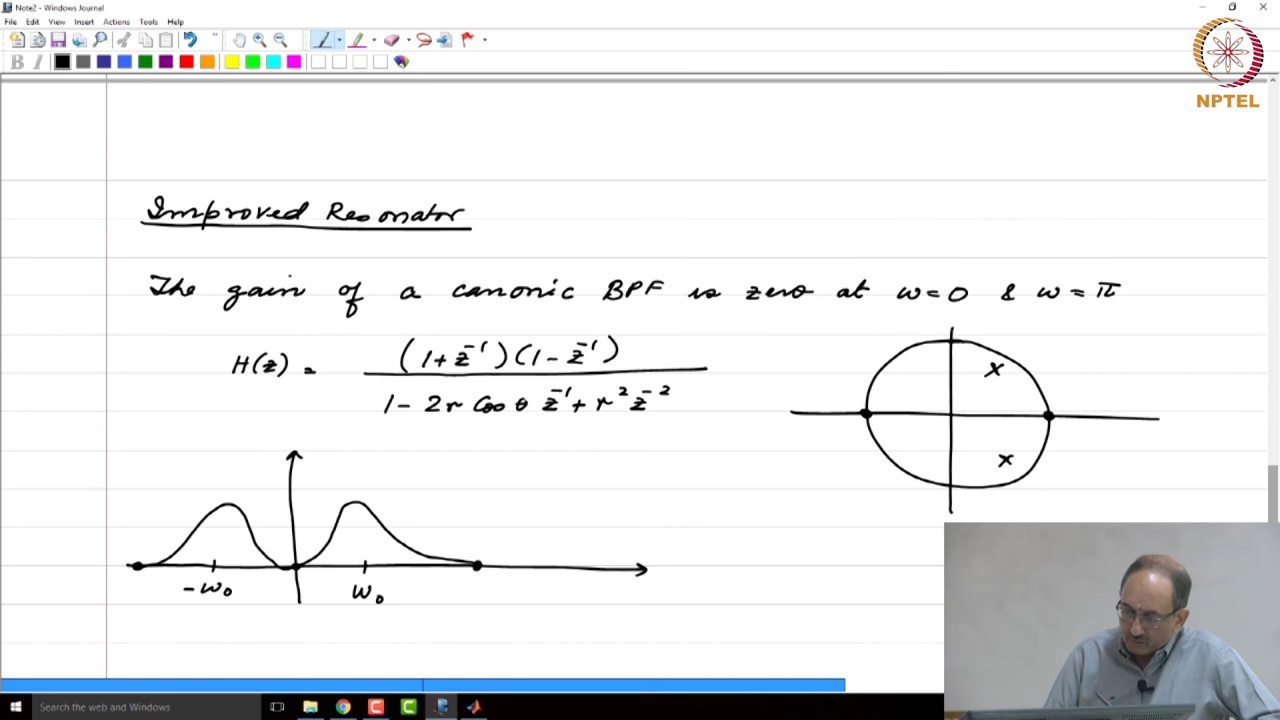 Note2 - Windows Journal
File Edit View Insert Actions Tools Help
B I
NPTEL
Improved Resonator
The gain of a canonic BPF is zero at ω=0 & ω=π
H(z) = (1+z⁻¹)(1-z⁻¹)
1-2r Cos θ z⁻¹+r²z⁻²
x
x
-ω₀ ω₀
Search the web and Windows